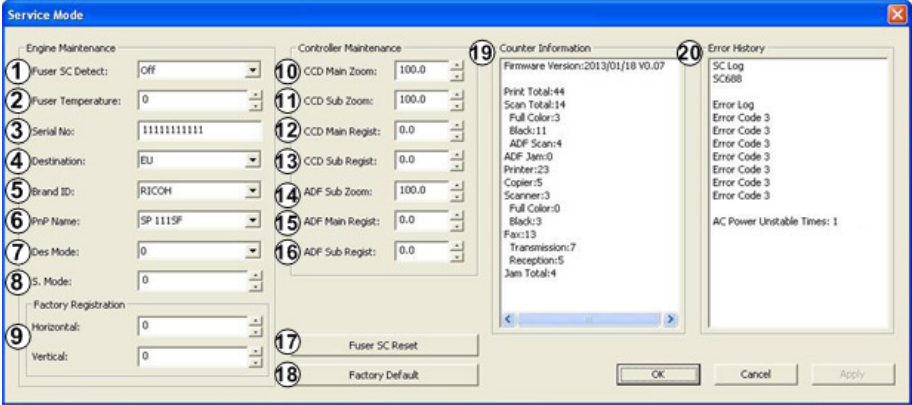 Service Mode
Engine Maintenance
1 Fuser SC Detect: Off
2 Fuser Temperature: 0
3 Serial No: 11111111111
4 Destination: EU
5 Brand ID: RICOH
6 PnP Name: SP 111SF
7 Des Mode: 0
8 S. Mode: 0
Factory Registration
9 Horizontal: 0
Vertical: 0
Controller Maintenance
10 CCD Main Zoom: 100.0
11 CCD Sub Zoom: 100.0
12 CCD Main Regist: 0.0
13 CCD Sub Regist: 0.0
14 ADF Sub Zoom: 100.0
15 ADF Main Regist: 0.0
16 ADF Sub Regist: 0.0
17 Fuser SC Reset
18 Factory Default
19 Counter Information
Firmware Version:2013/01/18 V0.07
Print Total:44
Scan Total:14
Full Color:3
Black:11
ADF Scan:4
ADF Jam:0
Printer:23
Copier:5
Scanner:3
Full Color:0
Black:3
Fax:13
Transmission:7
Reception:5
Jam Total:4
20 Error History
SC Log
SC688
Error Log
Error Code 3
Error Code 3
Error Code 3
Error Code 3
Error Code 3
Error Code 3
AC Power Unstable Times: 1
OK
Cancel
Apply